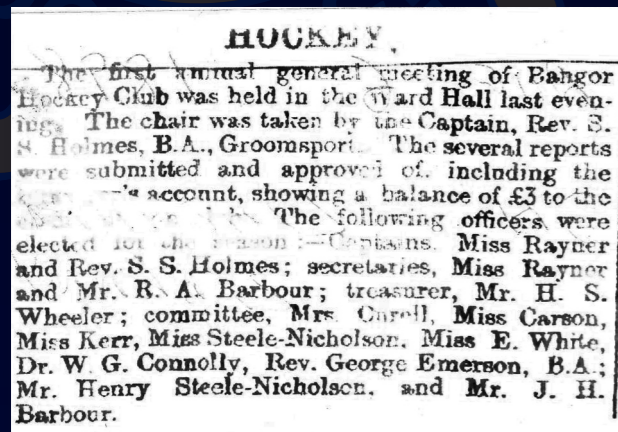 HOCKEY.
The first annual general meeting of Bangor
Hockey Club was held in the Ward Hall last even-
ing. The chair was taken by the Captain, Rev. S.
S. Holmes, B.A., Groomsport. The several reports
were submitted and approved of, including the
account, showing a balance of £3 to the
The following officers were
elected for the season:—Captains, Miss Rayner
and Rev. S. S. Holmes; secretaries, Miss Rayner
and Mr. R. A. Barbour; treasurer, Mr. H. S.
Wheeler; committee, Mrs. Miss Carson,
Miss Kerr, Miss Steele-Nicholson, Miss E. White,
Dr. W. G. Connolly, Rev. George Emerson, B.A.;
Mr. Henry Steele-Nicholson, and Mr. J. H.
Barbour.